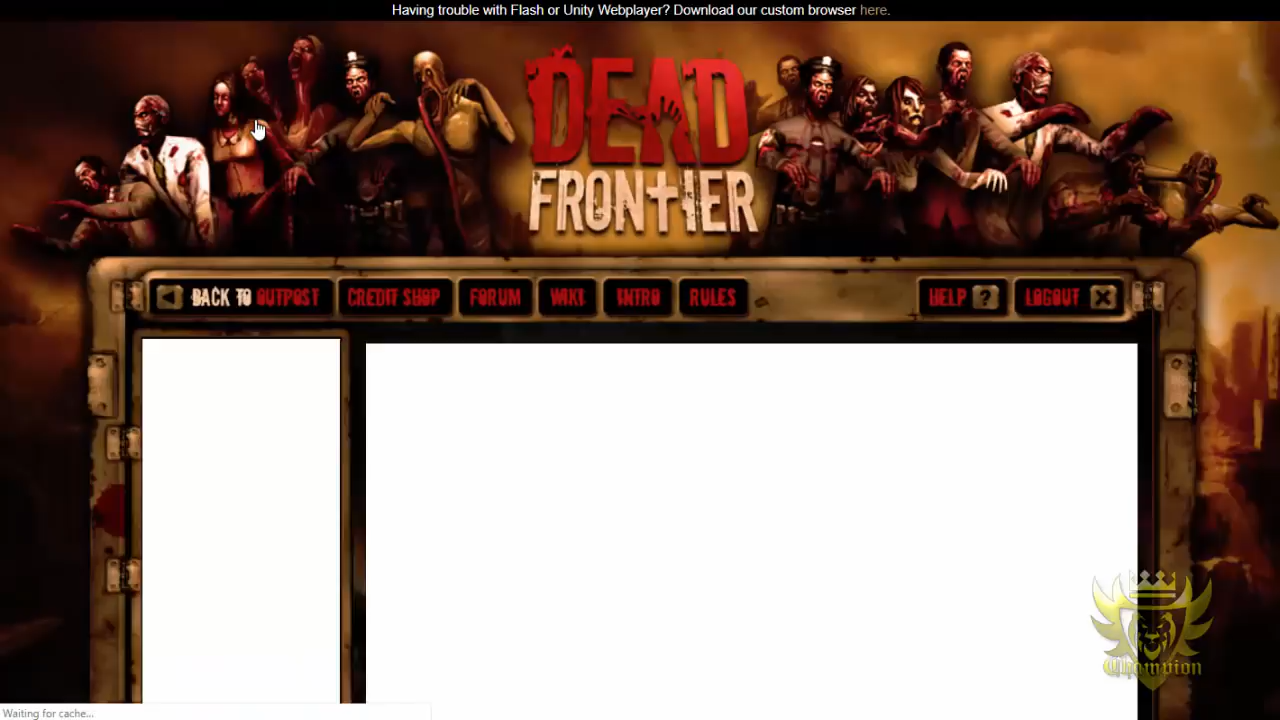 Having trouble with Flash or Unity Webplayer? Download our custom browser here.
DEAD
FRONTIER
BACK TO OUTPOST
CREDIT SHOP
FORUM
WIKI
INTRO
RULES
HELP ?
LOGOUT X
Champion
Waiting for cache...